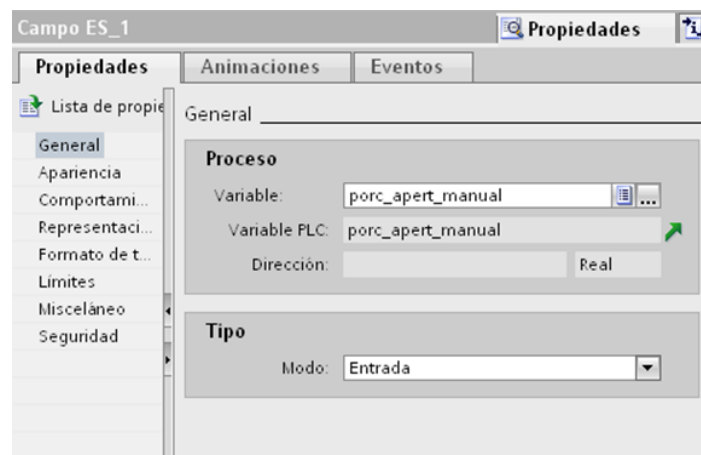 Campo ES_1
Propiedades
Propiedades
Animaciones
Eventos
Lista de propie
General
Apariencia
Comportami...
Representaci...
Formato de t...
Límites
Misceláneo
Seguridad
General
Proceso
Variable: porc_apert_manual ...
Variable PLC: porc_apert_manual
Dirección: Real
Tipo
Modo: Entrada